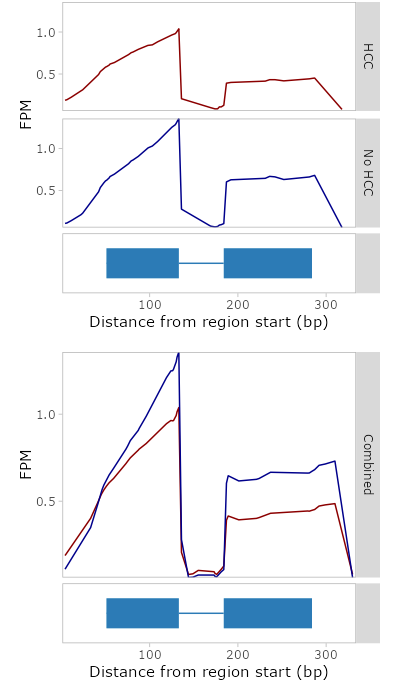 1.0
0.5
HCC
FPM
1.0
0.5
No HCC
100 200 300
Distance from region start (bp)
1.0
0.5
FPM
Combined
100 200 300
Distance from region start (bp)